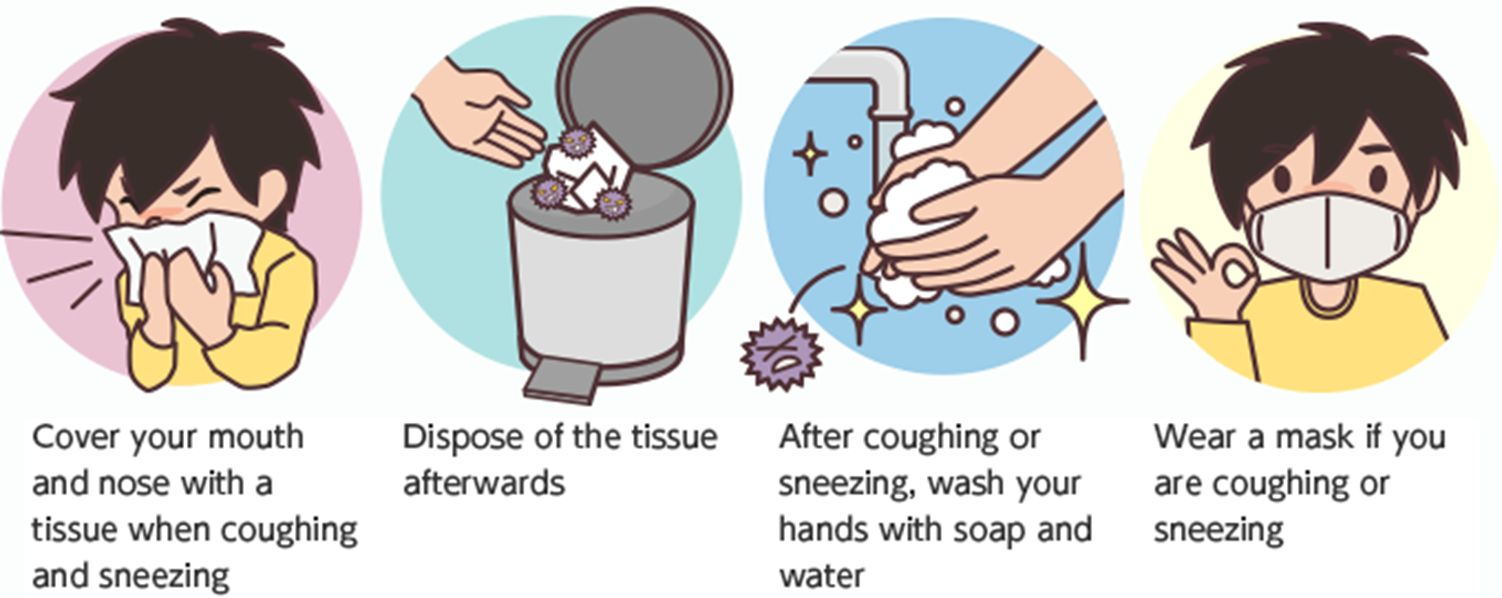 Cover your mouth
and nose with a
tissue when coughing
and sneezing
Dispose of the tissue
afterwards
After coughing or
sneezing, wash your
hands with soap and
water
Wear a mask if you
are coughing or
sneezing